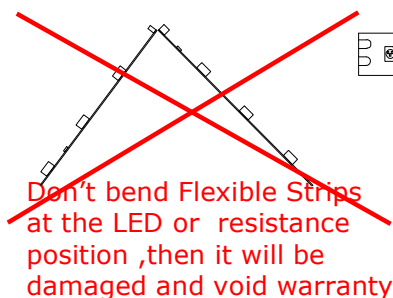 Don't bend Flexible Strips
at the LED or  resistance
position ,then it will be
damaged and void warranty